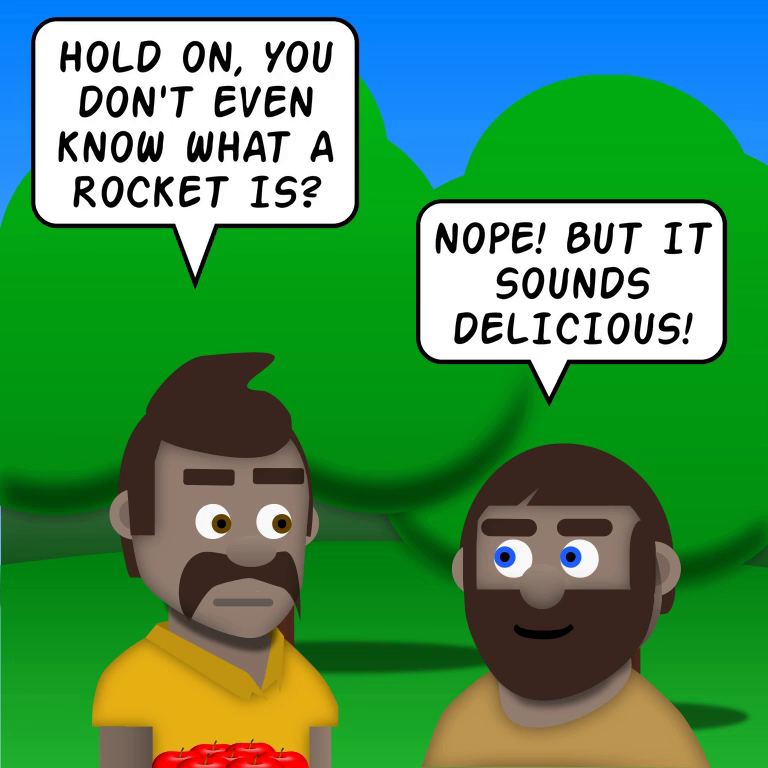 HOLD ON, YOU
DON'T EVEN
KNOW WHAT A
ROCKET IS?
NOPE! BUT IT
SOUNDS
DELICIOUS!